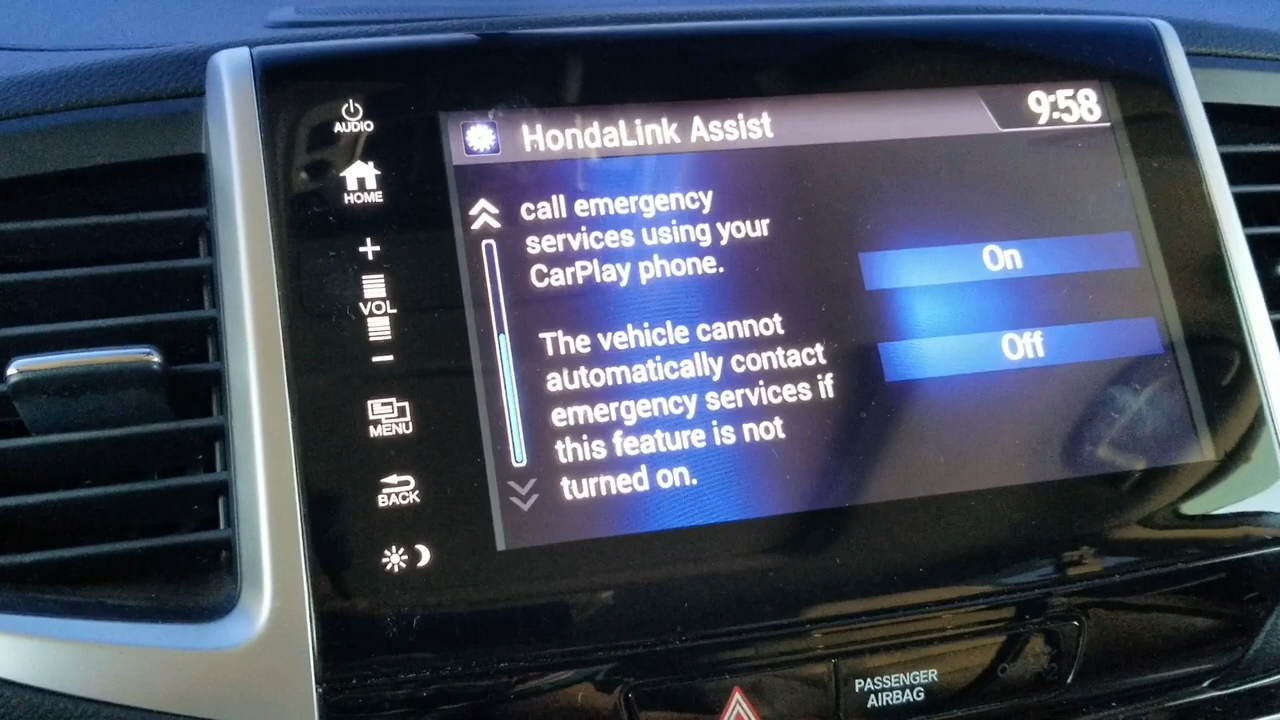 AUDIO
HOME
VOL
MENU
BACK
HondaLink Assist
9:58
call emergency
services using your
CarPlay phone.
The vehicle cannot
automatically contact
emergency services if
this feature is not
turned on.
On
Off
PASSENGER
AIRBAG